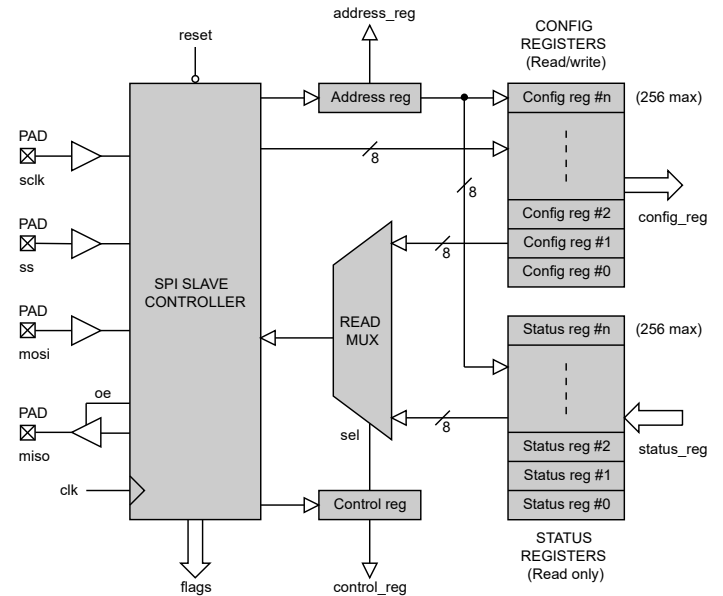 address_reg
reset
CONFIG
REGISTERS
(Read/write)
Address reg
Config reg #n
(256 max)
PAD
sclk
8
8
config_reg
Config reg #2
Config reg #1
Config reg #0
PAD
ss
8
SPI SLAVE
CONTROLLER
READ
MUX
PAD
mosi
Status reg #n
(256 max)
oe
PAD
miso
sel
8
status_reg
Status reg #2
Status reg #1
Status reg #0
clk
Control reg
STATUS
REGISTERS
(Read only)
flags
control_reg